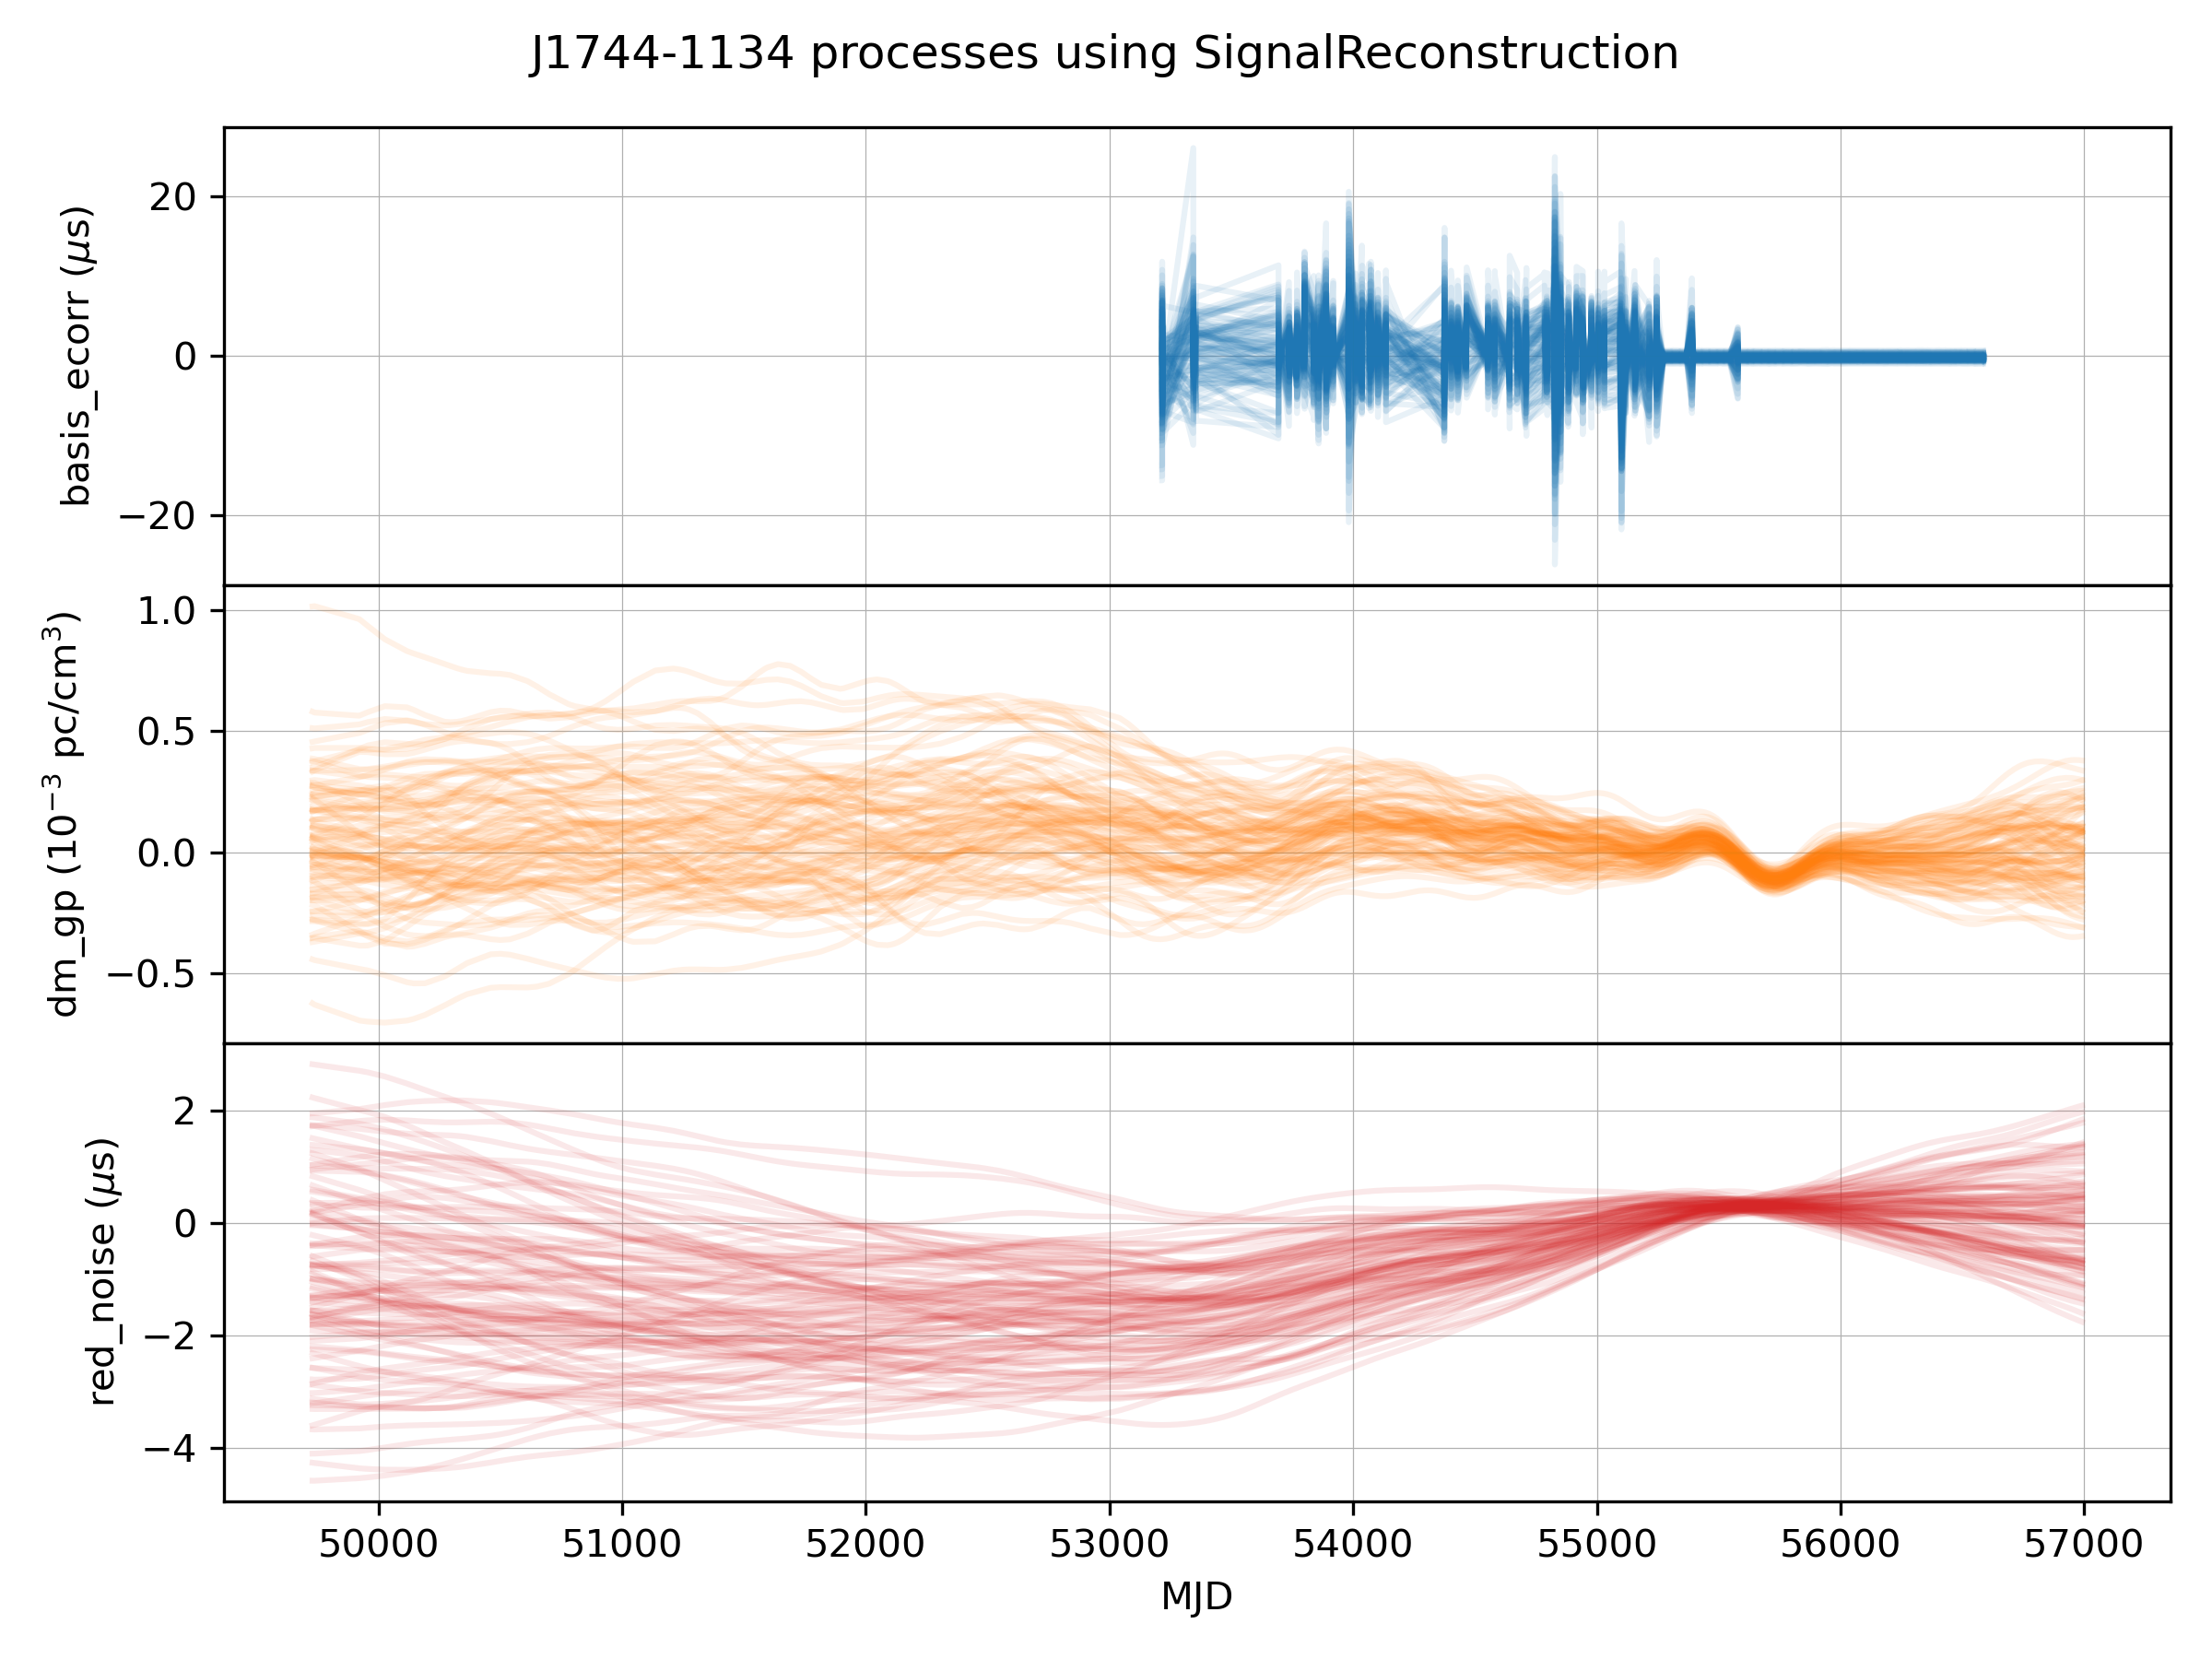 J1744-1134 processes using SignalReconstruction
basis_ecorr (μs)
20
0
−20
dm_gp (10⁻³ pc/cm³)
1.0
0.5
0.0
−0.5
red_noise (μs)
2
0
−2
−4
50000 51000 52000 53000 54000 55000 56000 57000
MJD